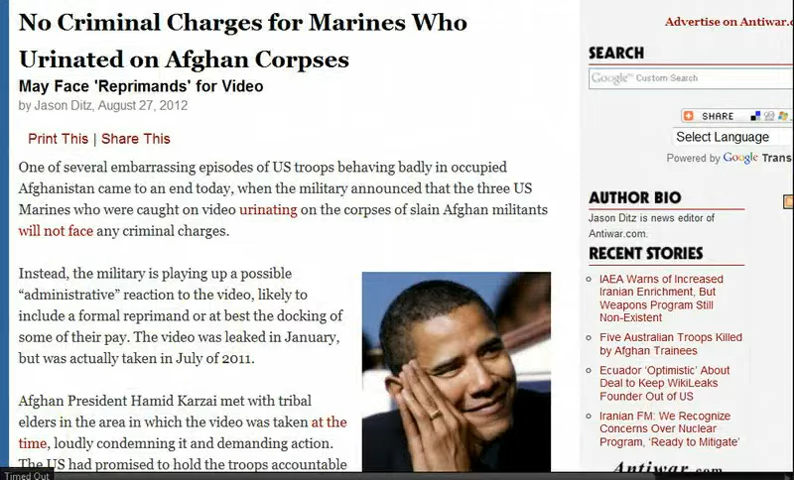 No Criminal Charges for Marines Who
Urinated on Afghan Corpses
May Face 'Reprimands' for Video
by Jason Ditz, August 27, 2012
Print This | Share This
One of several embarrassing episodes of US troops behaving badly in occupied
Afghanistan came to an end today, when the military announced that the three US
Marines who were caught on video urinating on the corpses of slain Afghan militants
will not face any criminal charges.
Instead, the military is playing up a possible
“administrative” reaction to the video, likely to
include a formal reprimand or at best the docking of
some of their pay. The video was leaked in January,
but was actually taken in July of 2011.
Afghan President Hamid Karzai met with tribal
elders in the area in which the video was taken at the
time, loudly condemning it and demanding action.
The US had promised to hold the troops accountable
Advertise on Antiwar.c
SEARCH
Google™ Custom Search
SHARE
Select Language
Powered by Google Trans
AUTHOR BIO
Jason Ditz is news editor of
Antiwar.com.
RECENT STORIES
IAEA Warns of Increased
Iranian Enrichment, But
Weapons Program Still
Non-Existent
Five Australian Troops Killed
by Afghan Trainees
Ecuador ‘Optimistic’ About
Deal to Keep WikiLeaks
Founder Out of US
Iranian FM: We Recognize
Concerns Over Nuclear
Program, ‘Ready to Mitigate’
Antiwar.com
Timed Out